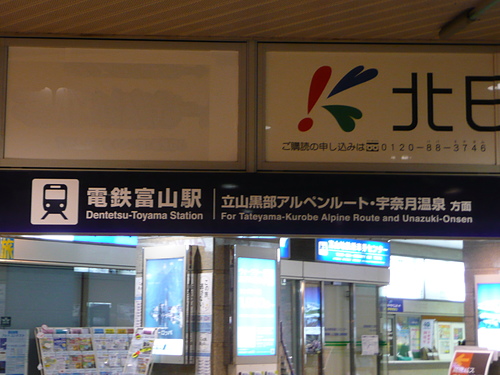 北日
ご購読の申し込みは 0120-88-3746
電鉄富山駅
Dentetsu-Toyama Station
立山黒部アルペンルート・宇奈月温泉 方面
For Tateyama-Kurobe Alpine Route and Unazuki-Onsen